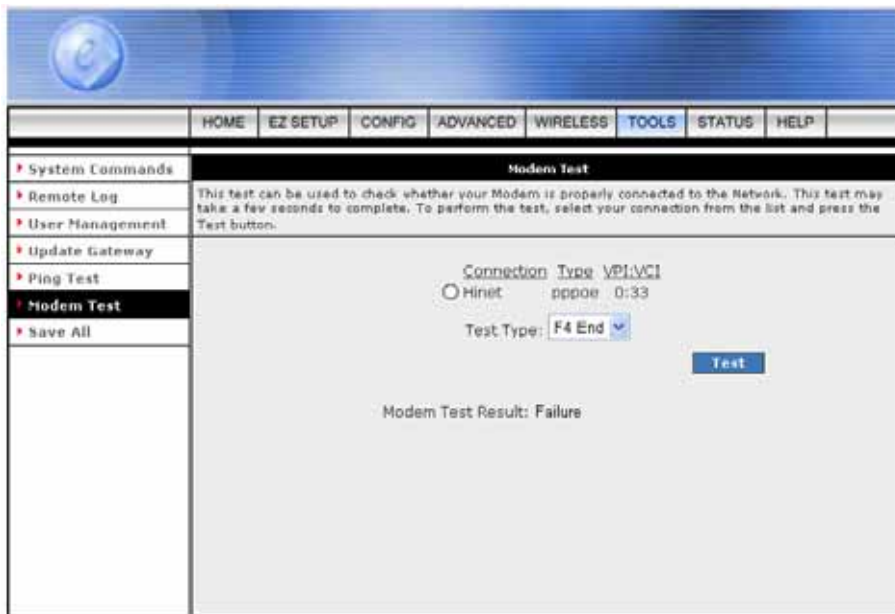 HOME EZ SETUP CONFIG ADVANCED WIRELESS TOOLS STATUS HELP
System Commands
Remote Log
User Management
Update Gateway
Ping Test
Modem Test
Save All
Modem Test
This test can be used to check whether your Modem is properly connected to the Network. This test may
take a few seconds to complete. To perform the test, select your connection from the list and press the
Test button.
Connection Type VPI:VCI
Hinet pppoe 0:33
Test Type: F4 End
Test
Modem Test Result: Failure